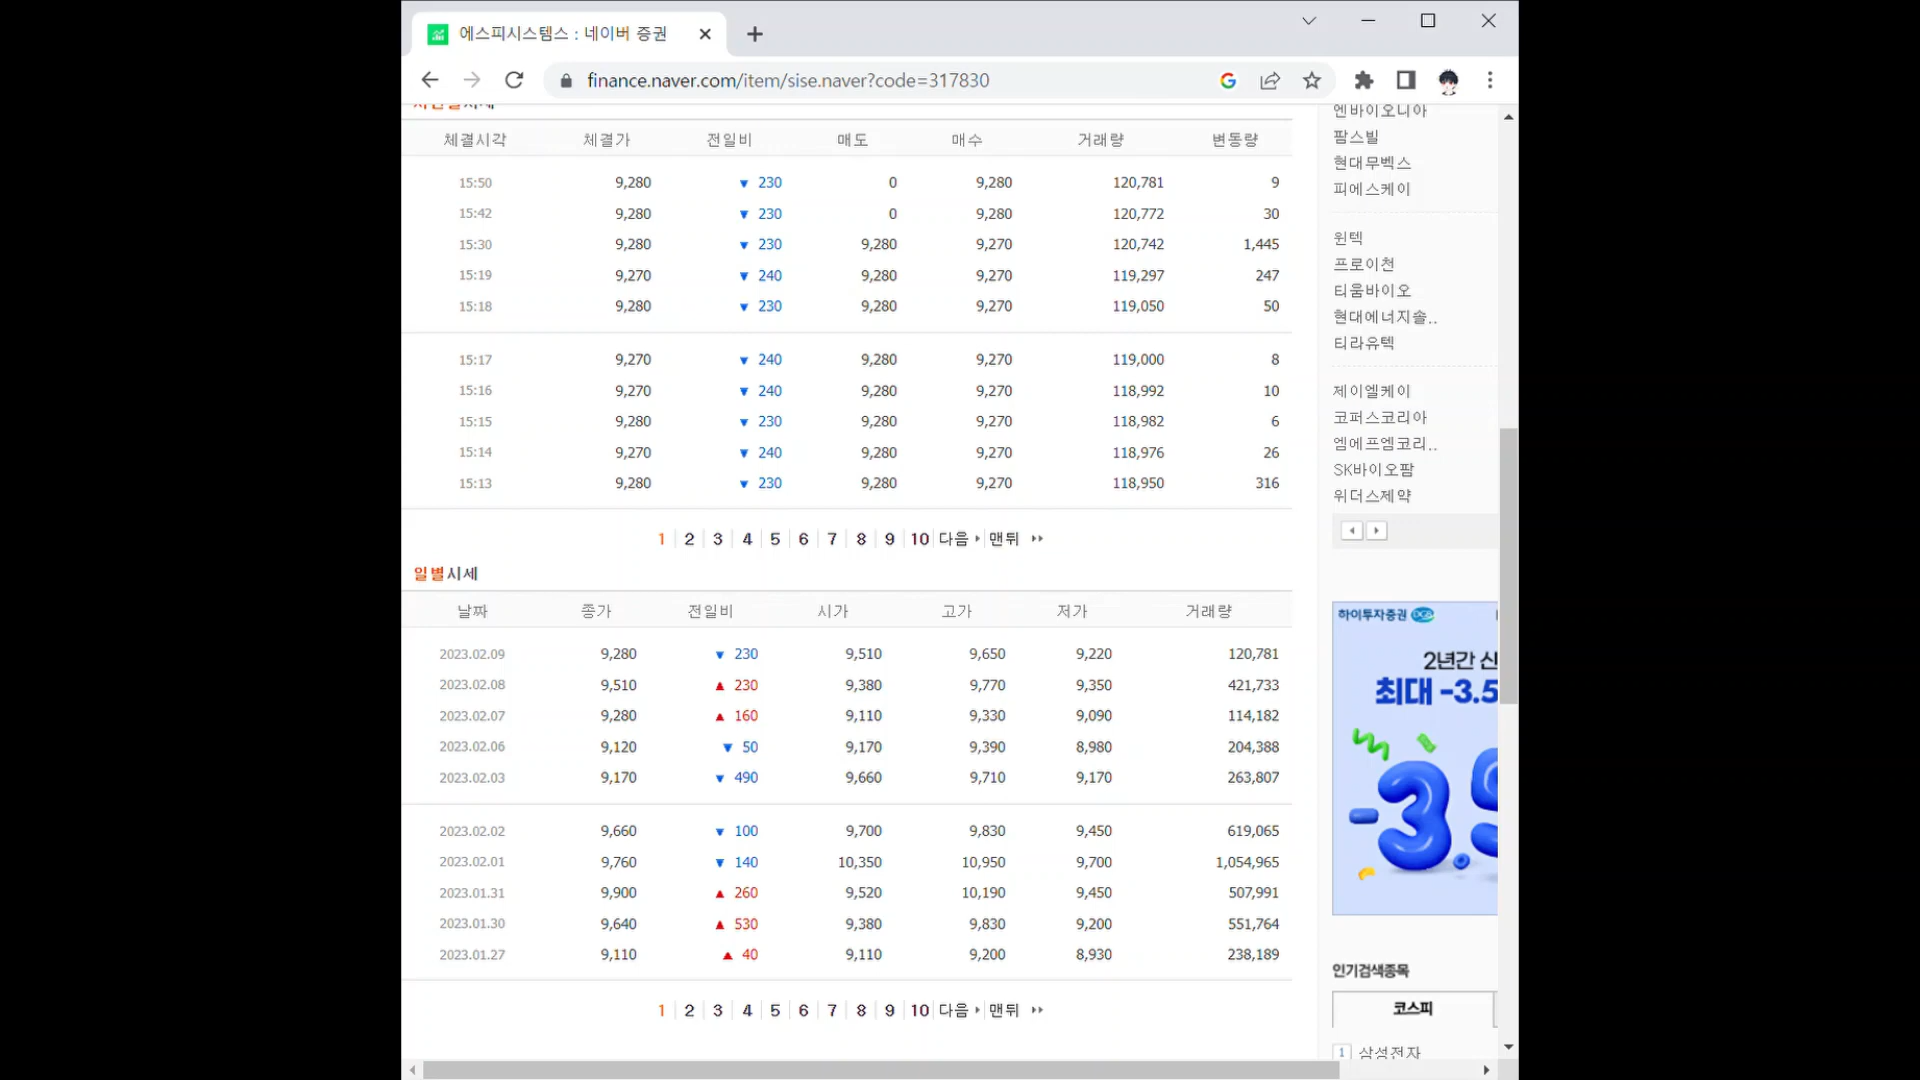 에스피시스템스 : 네이버 증권
finance.naver.com/item/sise.naver?code=317830
체결시각 체결가 전일비 매도 매수 거래량 변동량
15:50 9,280 ▼ 230 0 9,280 120,781 9
15:42 9,280 ▼ 230 0 9,280 120,772 30
15:30 9,280 ▼ 230 9,280 9,270 120,742 1,445
15:19 9,270 ▼ 240 9,280 9,270 119,297 247
15:18 9,280 ▼ 230 9,280 9,270 119,050 50
15:17 9,270 ▼ 240 9,280 9,270 119,000 8
15:16 9,270 ▼ 240 9,280 9,270 118,992 10
15:15 9,280 ▼ 230 9,280 9,270 118,982 6
15:14 9,270 ▼ 240 9,280 9,270 118,976 26
15:13 9,280 ▼ 230 9,280 9,270 118,950 316
1 2 3 4 5 6 7 8 9 10 다음 맨뒤
일별시세
날짜 종가 전일비 시가 고가 저가 거래량
2023.02.09 9,280 ▼ 230 9,510 9,650 9,220 120,781
2023.02.08 9,510 ▲ 230 9,380 9,770 9,350 421,733
2023.02.07 9,280 ▲ 160 9,110 9,330 9,090 114,182
2023.02.06 9,120 ▼ 50 9,170 9,390 8,980 204,388
2023.02.03 9,170 ▼ 490 9,660 9,710 9,170 263,807
2023.02.02 9,660 ▼ 100 9,700 9,830 9,450 619,065
2023.02.01 9,760 ▼ 140 10,350 10,950 9,700 1,054,965
2023.01.31 9,900 ▲ 260 9,520 10,190 9,450 507,991
2023.01.30 9,640 ▲ 530 9,380 9,830 9,200 551,764
2023.01.27 9,110 ▲ 40 9,110 9,200 8,930 238,189
1 2 3 4 5 6 7 8 9 10 다음 맨뒤
엔바이오니아
팜스빌
현대무벡스
피에스케이
윈텍
프로이천
티움바이오
현대에너지솔..
티라유텍
제이엘케이
코퍼스코리아
엠에프엠코리..
SK바이오팜
위더스제약
하이투자증권 DGB
2년간 신
최대 -3.5
-3
인기검색종목
코스피
1 삼성전자